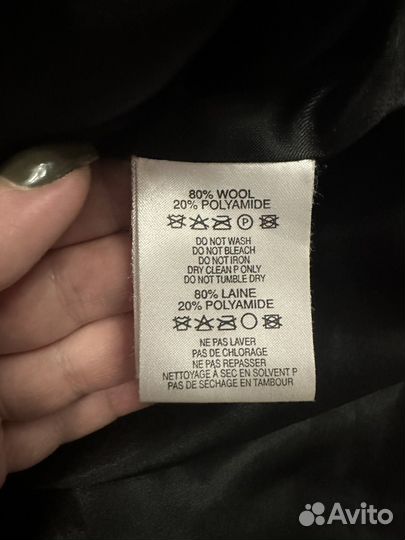 80% WOOL
20% POLYAMIDE
P
DO NOT WASH
DO NOT BLEACH
DO NOT IRON
DRY CLEAN P ONLY
DO NOT TUMBLE DRY
80% LAINE
20% POLYAMIDE
NE PAS LAVER
PAS DE CHLORAGE
NE PAS REPASSER
NETTOYAGE A SEC EN SOLVENT P
PAS DE SÉCHAGE EN TAMBOUR
Avito